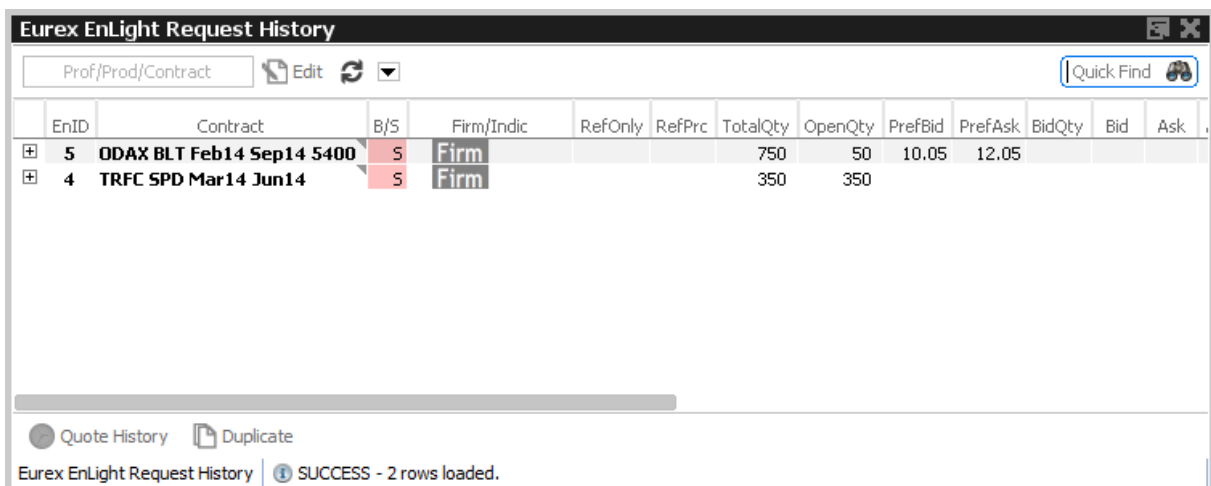 Eurex EnLight Request History
Prof/Prod/Contract Edit Quick Find
EnID Contract B/S Firm/Indic RefOnly RefPrc TotalQty OpenQty PrefBid PrefAsk BidQty Bid Ask
5 ODAX BLT Feb14 Sep14 5400 S Firm 750 50 10.05 12.05
4 TRFC SPD Mar14 Jun14 S Firm 350 350
Quote History Duplicate
Eurex EnLight Request History SUCCESS - 2 rows loaded.